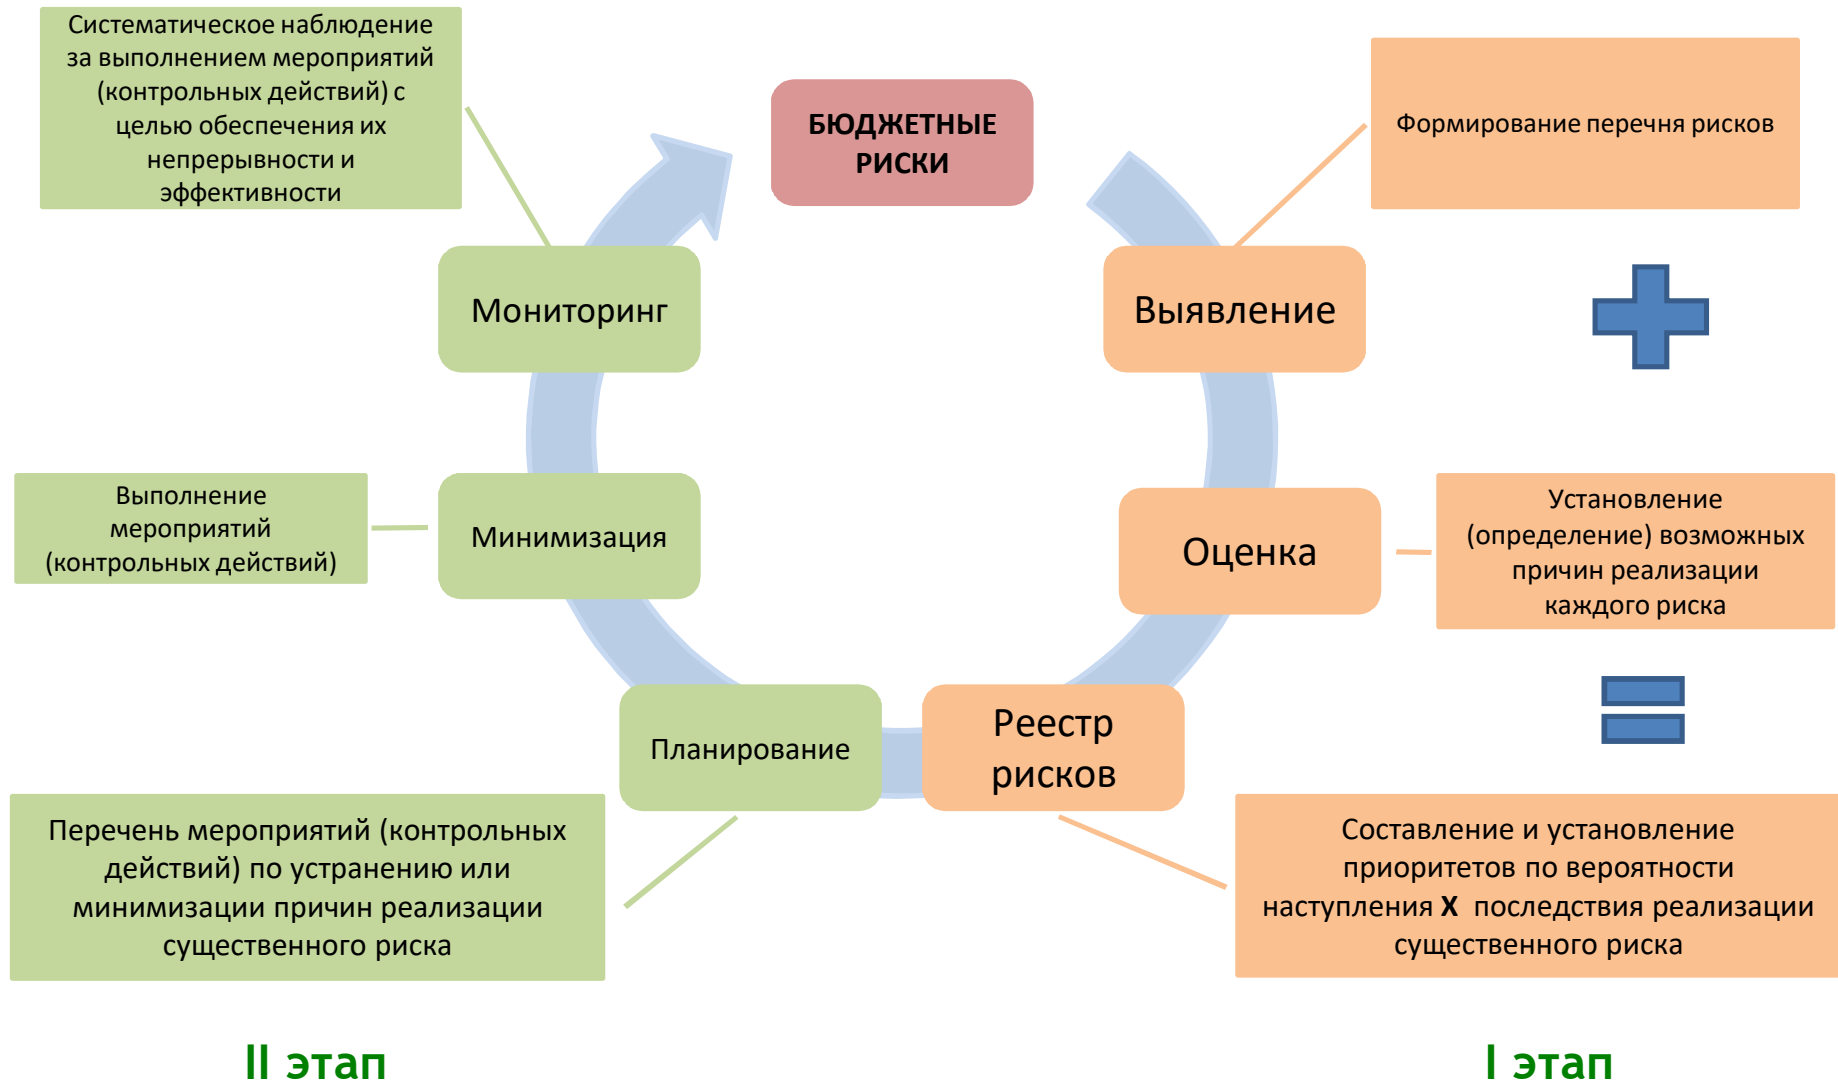 Систематическое наблюдение
за выполнением мероприятий
(контрольных действий) с
целью обеспечения их
непрерывности и
эффективности
БЮДЖЕТНЫЕ
РИСКИ
Формирование перечня рисков
Мониторинг
Выявление
Выполнение
мероприятий
(контрольных действий)
Минимизация
Оценка
Установление
(определение) возможных
причин реализации
каждого риска
Планирование
Реестр
рисков
Перечень мероприятий (контрольных
действий) по устранению или
минимизации причин реализации
существенного риска
Составление и установление
приоритетов по вероятности
наступления Х последствия реализации
существенного риска
II этап
I этап